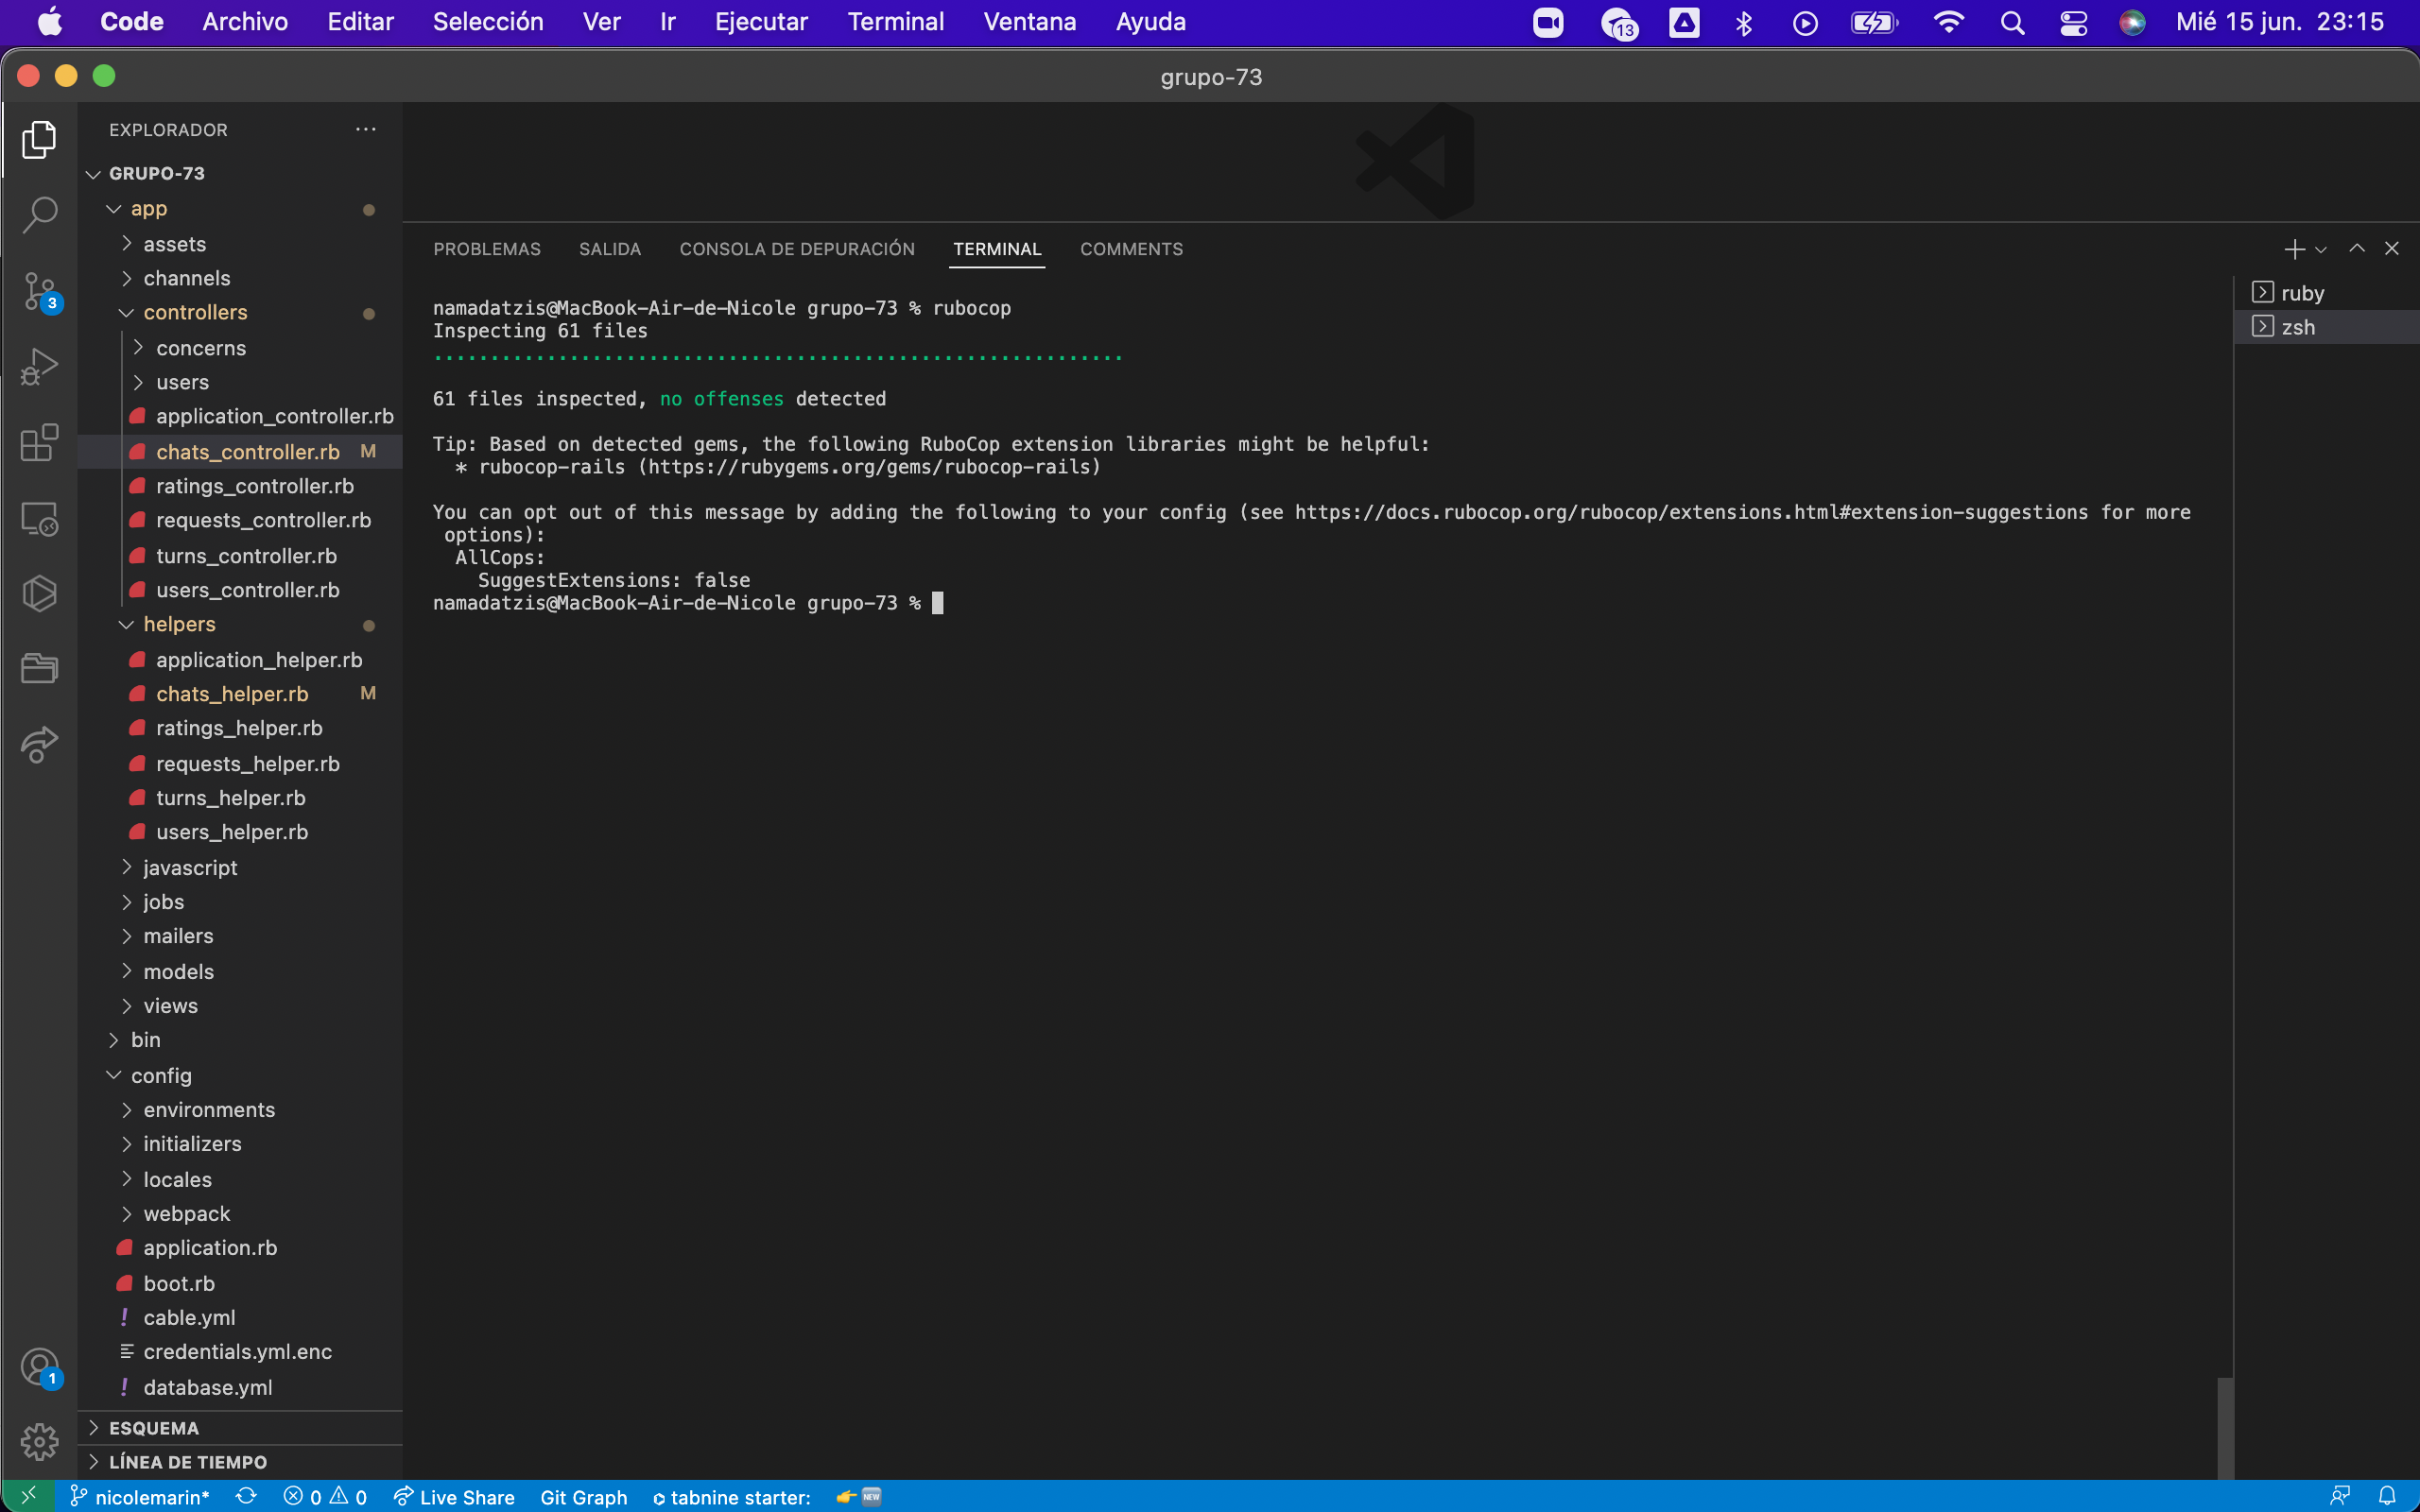 Code Archivo Editar Selección Ver Ir Ejecutar Terminal Ventana Ayuda 13 Mié 15 jun. 23:15
grupo-73
EXPLORADOR
GRUPO-73
app
assets
channels
controllers
concerns
users
application_controller.rb
chats_controller.rb M
ratings_controller.rb
requests_controller.rb
turns_controller.rb
users_controller.rb
helpers
application_helper.rb
chats_helper.rb M
ratings_helper.rb
requests_helper.rb
turns_helper.rb
users_helper.rb
javascript
jobs
mailers
models
views
bin
config
environments
initializers
locales
webpack
application.rb
boot.rb
! cable.yml
credentials.yml.enc
! database.yml
ESQUEMA
LÍNEA DE TIEMPO
3
1
PROBLEMAS SALIDA CONSOLA DE DEPURACIÓN TERMINAL COMMENTS
namadatzis@MacBook-Air-de-Nicole grupo-73 % rubocop
Inspecting 61 files
.............................................................
61 files inspected, no offenses detected
Tip: Based on detected gems, the following RuboCop extension libraries might be helpful:
* rubocop-rails (https://rubygems.org/gems/rubocop-rails)
You can opt out of this message by adding the following to your config (see https://docs.rubocop.org/rubocop/extensions.html#extension-suggestions for more
options):
AllCops:
SuggestExtensions: false
namadatzis@MacBook-Air-de-Nicole grupo-73 %
ruby
zsh
nicolemarin* 0 0 Live Share Git Graph tabnine starter: 👉 NEW